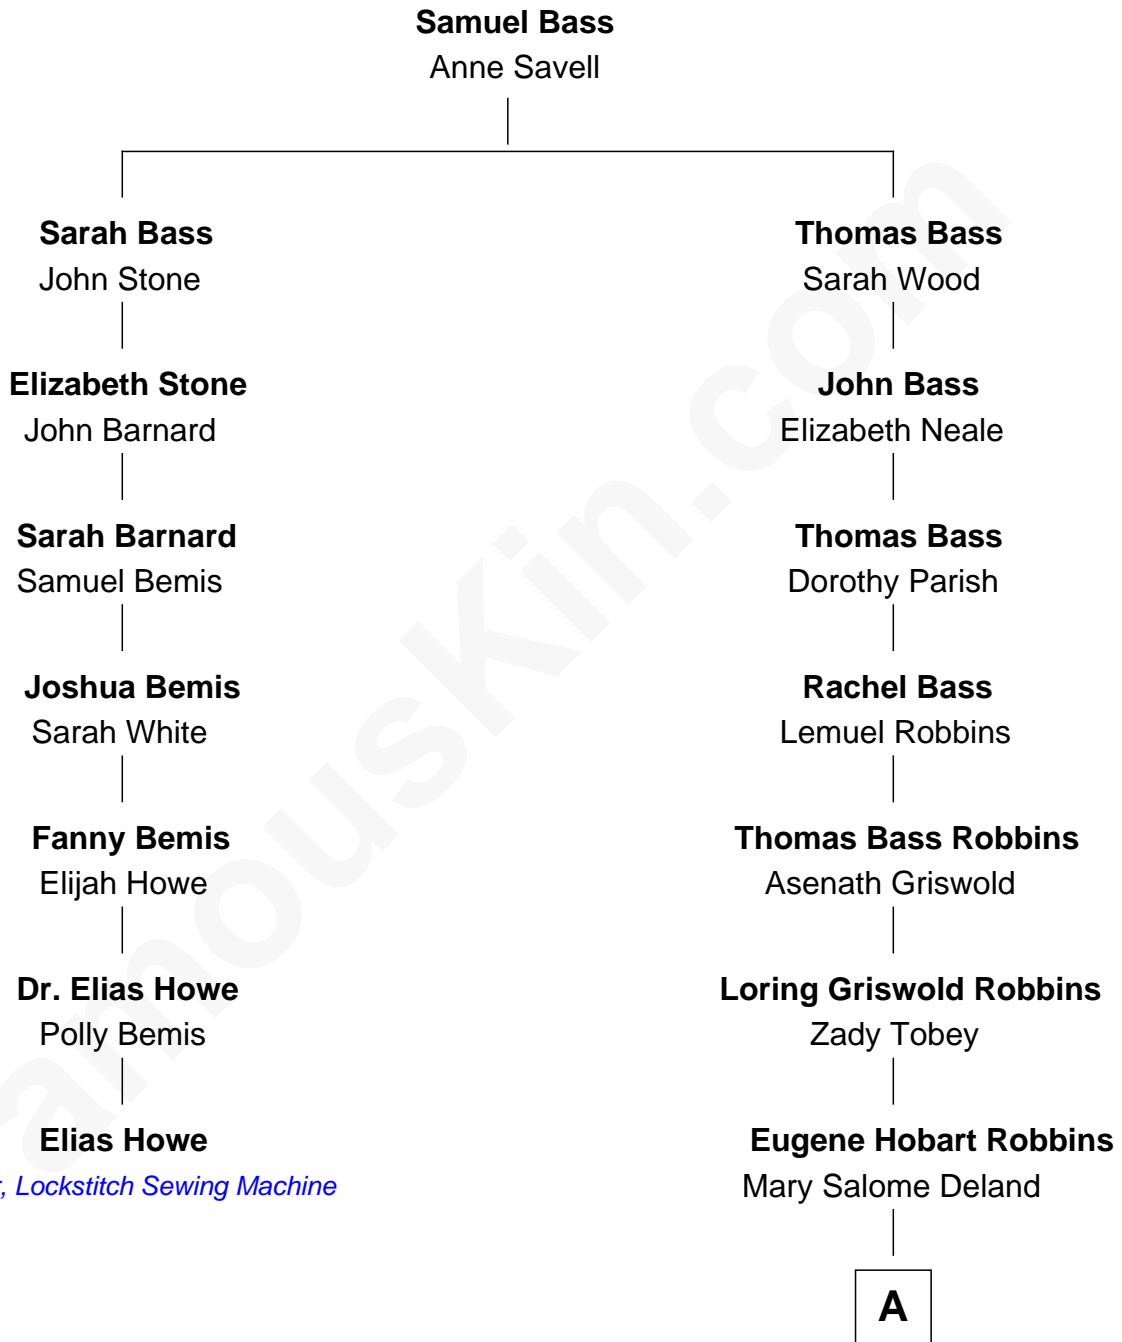 Samuel Bass
Anne Savell
Sarah Bass
John Stone
Elizabeth Stone
John Barnard
Sarah Barnard
Samuel Bemis
Joshua Bemis
Sarah White
Fanny Bemis
Elijah Howe
Dr. Elias Howe
Polly Bemis
Elias Howe
, Lockstitch Sewing Machine
Thomas Bass
Sarah Wood
John Bass
Elizabeth Neale
Thomas Bass
Dorothy Parish
Rachel Bass
Lemuel Robbins
Thomas Bass Robbins
Asenath Griswold
Loring Griswold Robbins
Zady Tobey
Eugene Hobart Robbins
Mary Salome Deland
A
amousKin.com